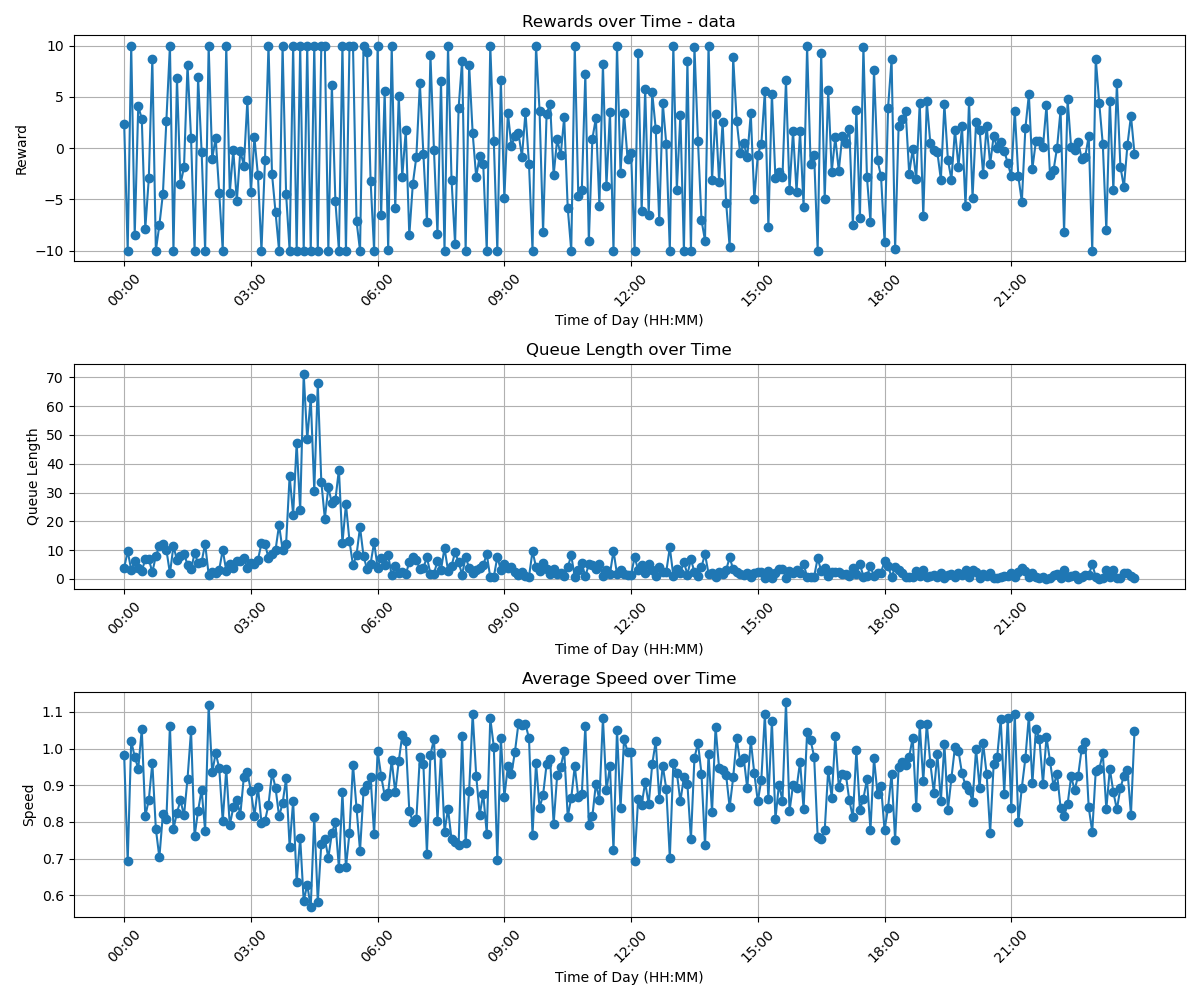 Rewards over Time - data
10
5
0
−5
−10
Reward
00:00 03:00 06:00 09:00 12:00 15:00 18:00 21:00
Time of Day (HH:MM)
Queue Length over Time
70
60
50
40
30
20
10
0
Queue Length
00:00 03:00 06:00 09:00 12:00 15:00 18:00 21:00
Time of Day (HH:MM)
Average Speed over Time
1.1
1.0
0.9
0.8
0.7
0.6
Speed
00:00 03:00 06:00 09:00 12:00 15:00 18:00 21:00
Time of Day (HH:MM)